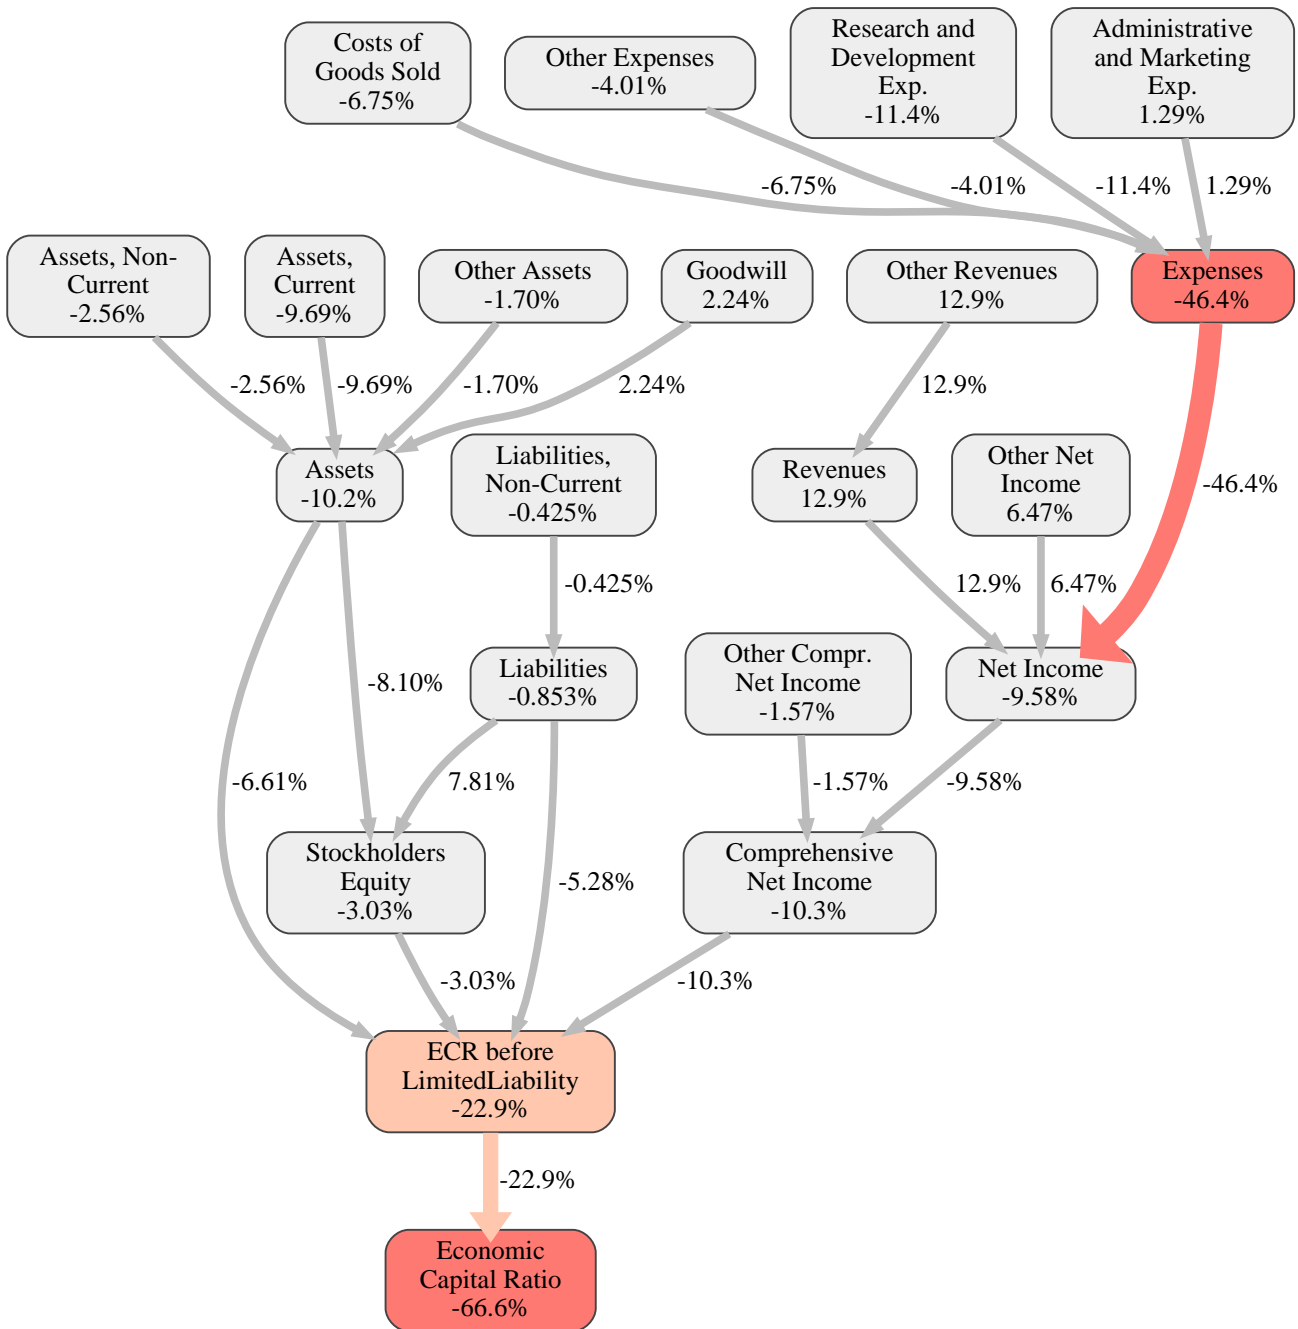 Costs of
Goods Sold
-6.75%
Other Expenses
-4.01%
Research and
Development
Exp.
-11.4%
Administrative
and Marketing
Exp.
1.29%
-6.75%
-4.01%
-11.4%
1.29%
Assets, Non-
Current
-2.56%
Assets,
Current
-9.69%
Other Assets
-1.70%
Goodwill
2.24%
Other Revenues
12.9%
Expenses
-46.4%
-2.56%
-9.69%
-1.70%
2.24%
12.9%
Assets
-10.2%
Liabilities,
Non-Current
-0.425%
Revenues
12.9%
Other Net
Income
6.47%
-46.4%
-0.425%
12.9%
6.47%
-8.10%
Liabilities
-0.853%
Other Compr.
Net Income
-1.57%
Net Income
-9.58%
-6.61%
7.81%
-1.57%
-9.58%
Stockholders
Equity
-3.03%
-5.28%
Comprehensive
Net Income
-10.3%
-3.03%
-10.3%
ECR before
LimitedLiability
-22.9%
-22.9%
Economic
Capital Ratio
-66.6%